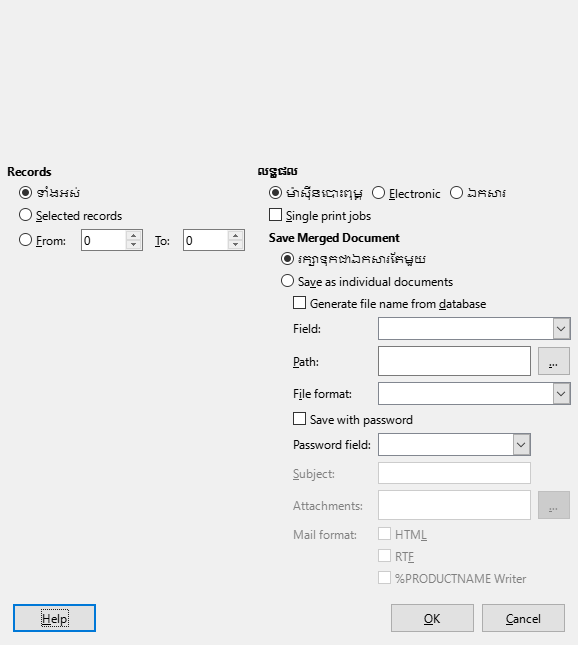 Records
ទាំងអស់
Selected records
From: 0 To: 0
លទ្ធផល
ម៉ាស៊ីនបោះពុម្ព Electronic ឯកសារ
Single print jobs
Save Merged Document
រក្សាទុកជាឯកសារតែមួយ
Save as individual documents
Generate file name from database
Field:
Path: ...
File format:
Save with password
Password field:
Subject:
Attachments: ...
Mail format: HTML
RTF
%PRODUCTNAME Writer
Help OK Cancel